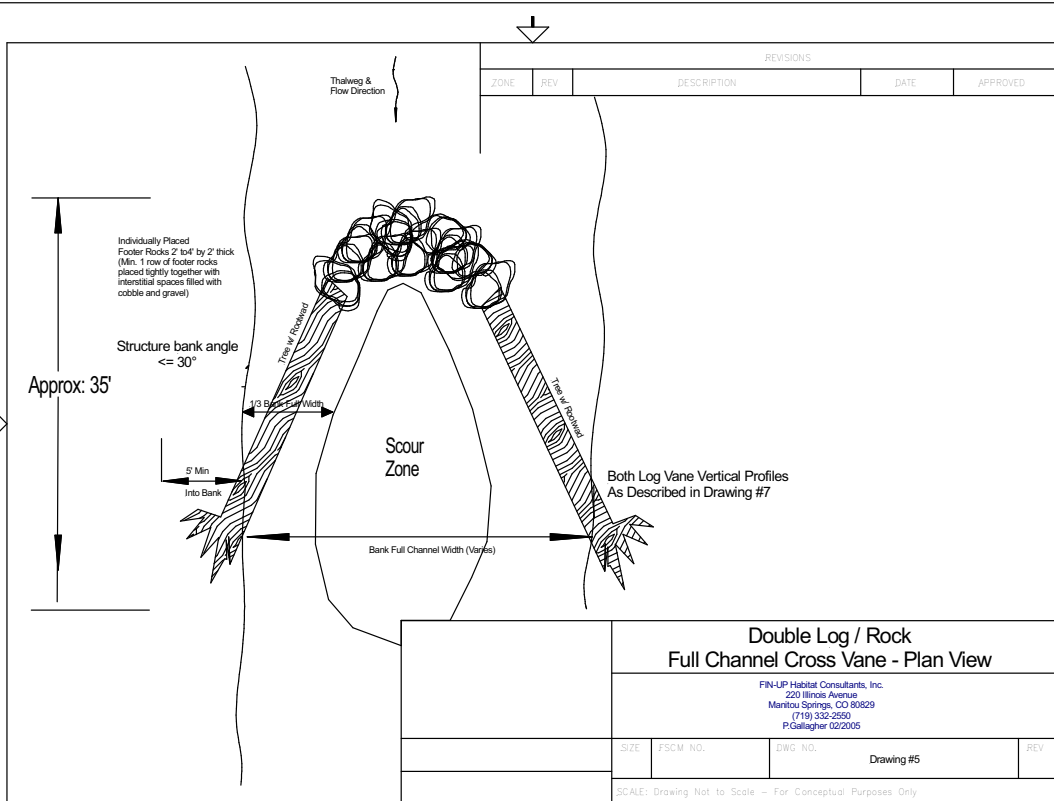 REVISIONS
ZONE REV DESCRIPTION DATE APPROVED
Thalweg &
Flow Direction
Individually Placed
Footer Rocks 2' to4' by 2' thick
(Min. 1 row of footer rocks
placed tightly together with
interstitial spaces filled with
cobble and gravel)
Structure bank angle
<= 30°
Approx: 35'
Tree w/ Rootwad
1/3 Bank Full Width
Tree w/ Rootwad
Scour
Zone
5' Min
Into Bank
Both Log Vane Vertical Profiles
As Described in Drawing #7
Bank Full Channel Width (Varies)
Double Log / Rock
Full Channel Cross Vane - Plan View
FIN-UP Habitat Consultants, Inc.
220 Illinois Avenue
Manitou Springs, CO 80829
(719) 332-2550
P.Gallagher 02/2005
SIZE FSCM NO. DWG NO. REV
Drawing #5
SCALE: Drawing Not to Scale - For Conceptual Purposes Only